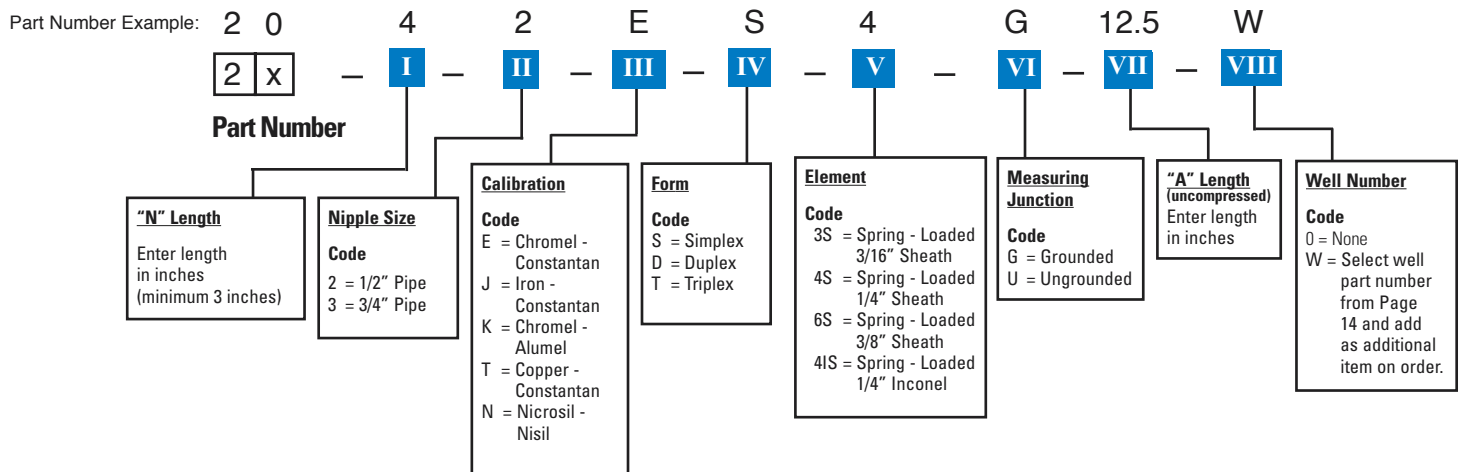 Part Number Example: 2 0 4 2 E S 4 G 12.5 W
2 x – I – II – III – IV – V – VI – VII – VIII
Part Number
"N" Length
Enter length
in inches
(minimum 3 inches)
Nipple Size
Code
2 = 1/2" Pipe
3 = 3/4" Pipe
Calibration
Code
E = Chromel -
Constantan
J = Iron -
Constantan
K = Chromel -
Alumel
T = Copper -
Constantan
N = Nicrosil -
Nisil
Form
Code
S = Simplex
D = Duplex
T = Triplex
Element
Code
3S = Spring - Loaded
3/16" Sheath
4S = Spring - Loaded
1/4" Sheath
6S = Spring - Loaded
3/8" Sheath
4IS = Spring - Loaded
1/4" Inconel
Measuring
Junction
Code
G = Grounded
U = Ungrounded
"A" Length
(uncompressed)
Enter length
in inches
Well Number
Code
0 = None
W = Select well
part number
from Page
14 and add
as additional
item on order.